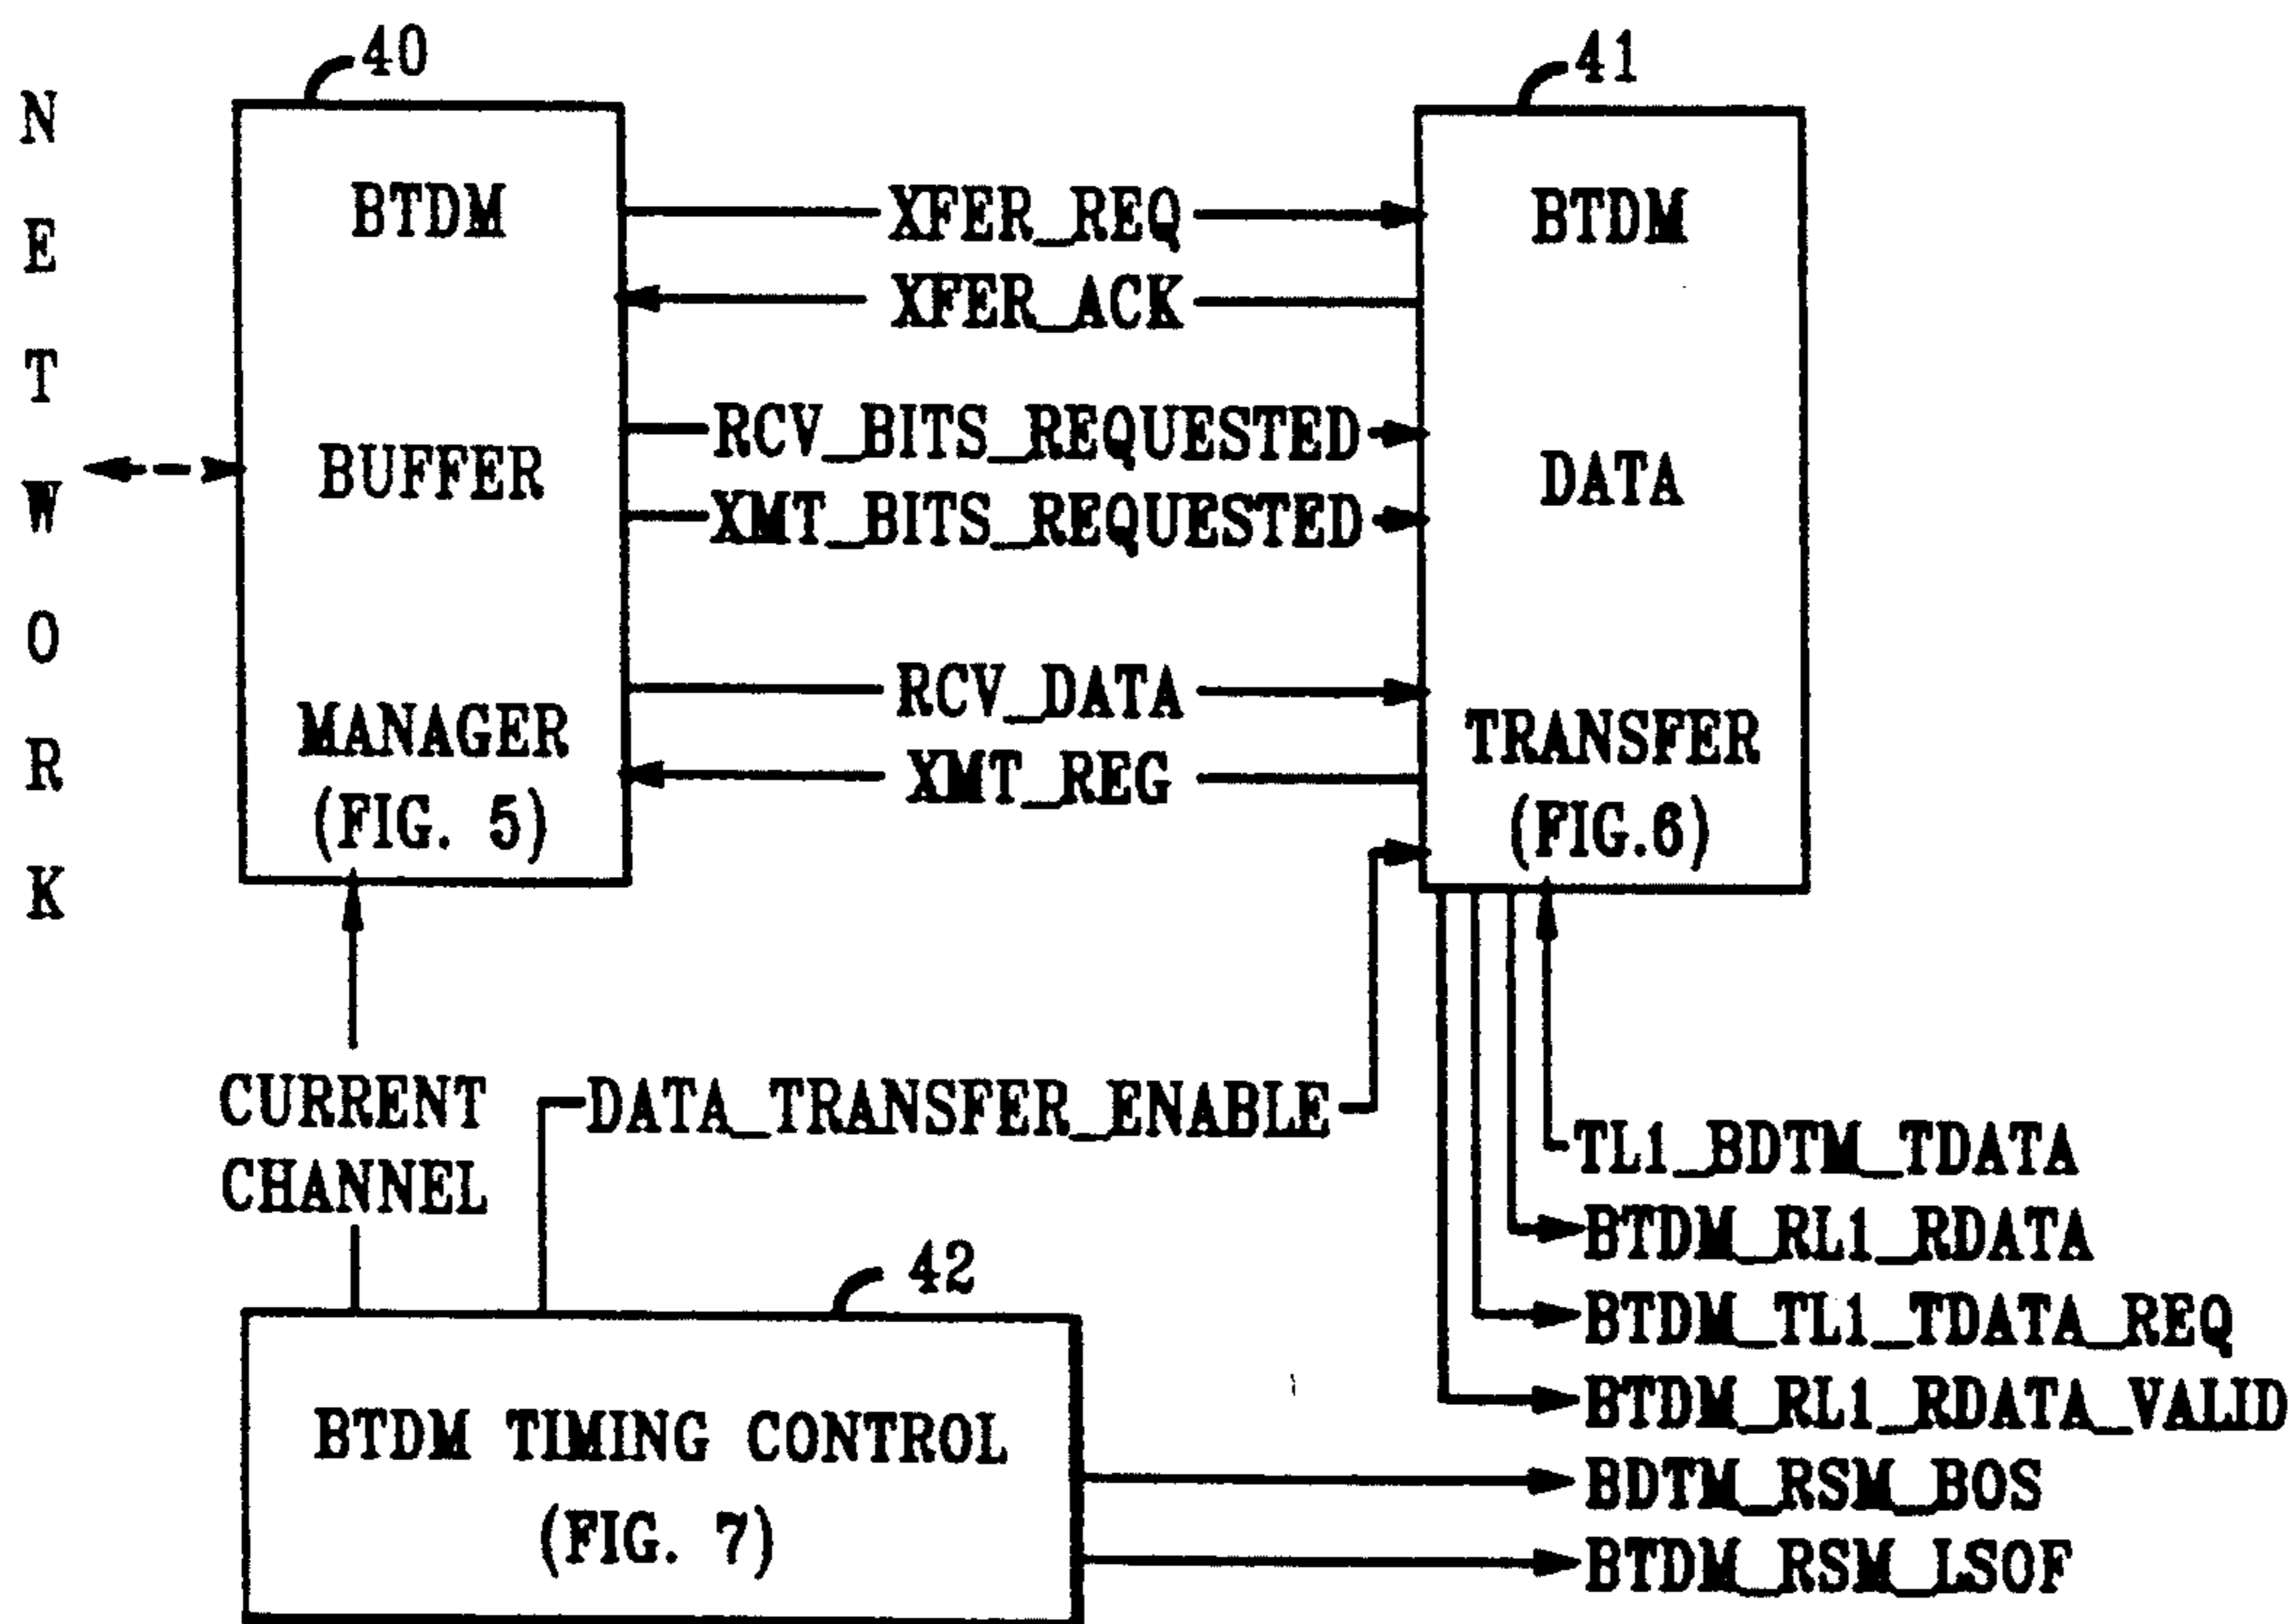 NETWORK
40
BTDM
BUFFER
MANAGER
(FIG. 5)
XFER_REQ
XFER_ACK
RCV_BITS_REQUESTED
XMT_BITS_REQUESTED
RCV_DATA
XMT_REG
41
BTDM
DATA
TRANSFER
(FIG.6)
CURRENT
CHANNEL
DATA_TRANSFER_ENABLE
TL1_BDTM_TDATA
BTDM_RL1_RDATA
BTDM_TL1_TDATA_REQ
BTDM_RL1_RDATA_VALID
BDTM_RSM_BOS
BTDM_RSM_LSOF
42
BTDM TIMING CONTROL
(FIG. 7)